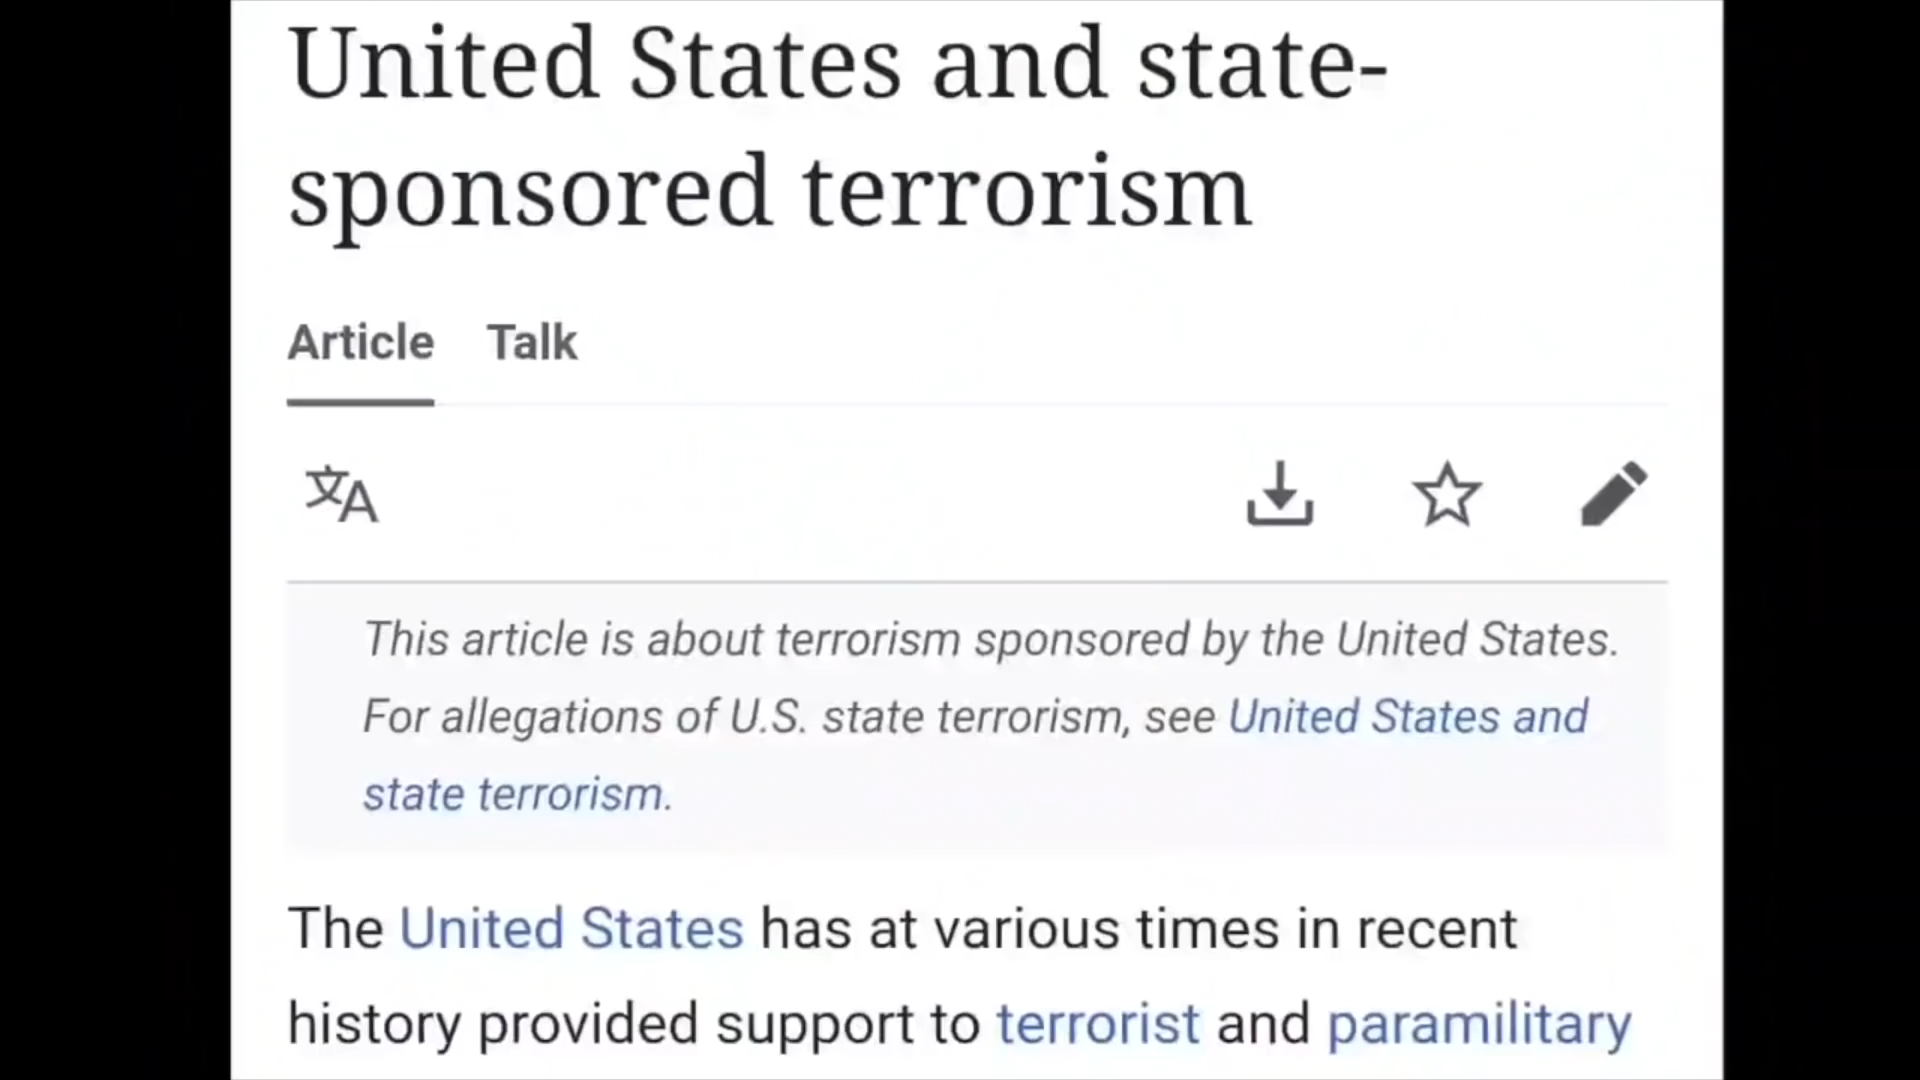 United States and state-
sponsored terrorism
Article Talk
文A
This article is about terrorism sponsored by the United States.
For allegations of U.S. state terrorism, see United States and
state terrorism.
The United States has at various times in recent
history provided support to terrorist and paramilitary